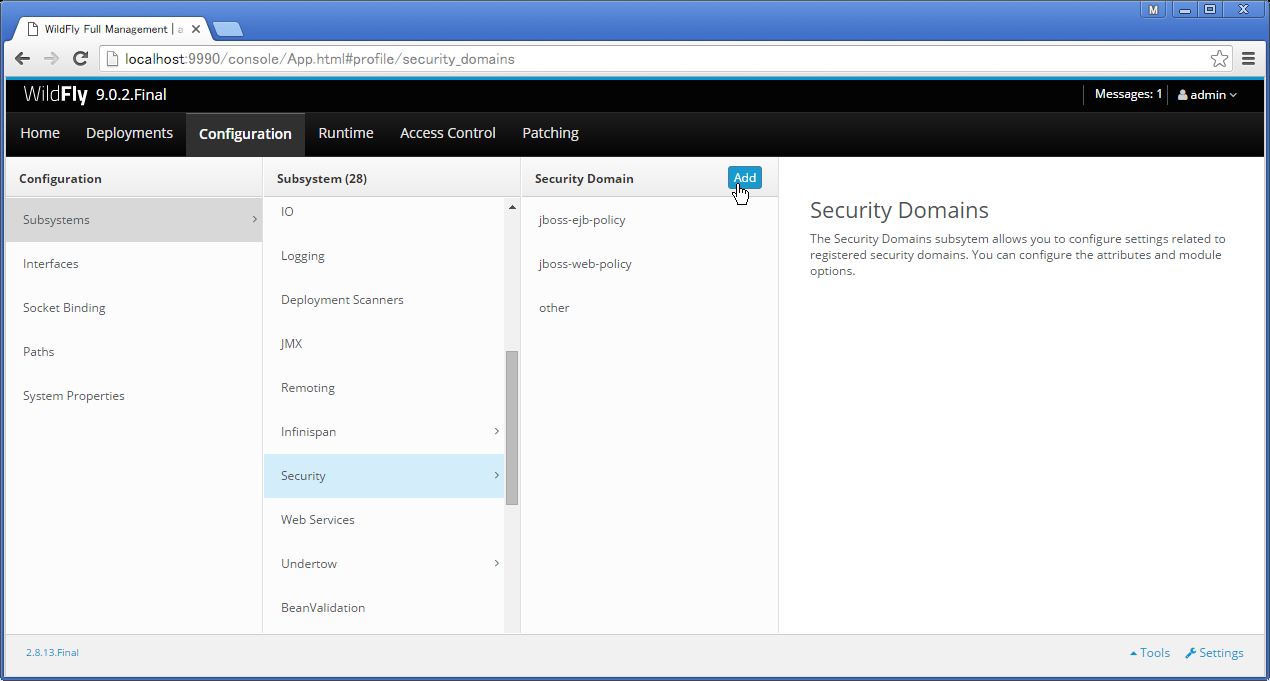 M
WildFly Full Management | a
localhost:9990/console/App.html#profile/security_domains
WildFly 9.0.2.Final
Messages: 1
admin
Home Deployments Configuration Runtime Access Control Patching
Configuration
Subsystems
Interfaces
Socket Binding
Paths
System Properties
Subsystem (28)
IO
Logging
Deployment Scanners
JMX
Remoting
Infinispan
Security
Web Services
Undertow
BeanValidation
Security Domain
Add
jboss-ejb-policy
jboss-web-policy
other
Security Domains
The Security Domains subsytem allows you to configure settings related to
registered security domains. You can configure the attributes and module
options.
2.8.13.Final
Tools
Settings